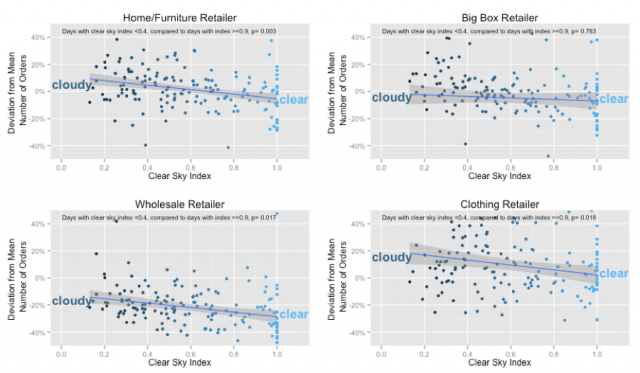 Home/Furniture Retailer
Days with clear sky index <0.4, compared to days with index >=0.9, p= 0.003
Deviation from Mean
Number of Orders
40%
20%
0%
-20%
-40%
cloudy
clear
0.0 0.2 0.4 0.6 0.8 1.0
Clear Sky Index
Big Box Retailer
Days with clear sky index <0.4, compared to days with index >=0.9, p= 0.783
Deviation from Mean
Number of Orders
40%
20%
0%
-20%
-40%
cloudy
clear
0.0 0.2 0.4 0.6 0.8 1.0
Clear Sky Index
Wholesale Retailer
Days with clear sky index <0.4, compared to days with index >=0.9, p= 0.017
Deviation from Mean
Number of Orders
40%
20%
0%
-20%
-40%
cloudy
clear
0.0 0.2 0.4 0.6 0.8 1.0
Clear Sky Index
Clothing Retailer
Days with clear sky index <0.4, compared to days with index >=0.9, p= 0.018
Deviation from Mean
Number of Orders
40%
20%
0%
-20%
-40%
cloudy
clear
0.0 0.2 0.4 0.6 0.8 1.0
Clear Sky Index